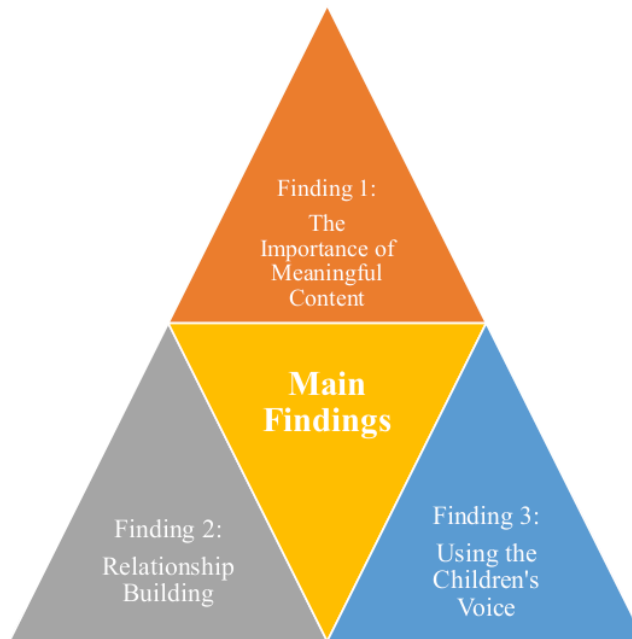 Finding 1:
The
Importance of
Meaningful
Content
Main
Findings
Finding 2:
Relationship
Building
Finding 3:
Using the
Children's
Voice